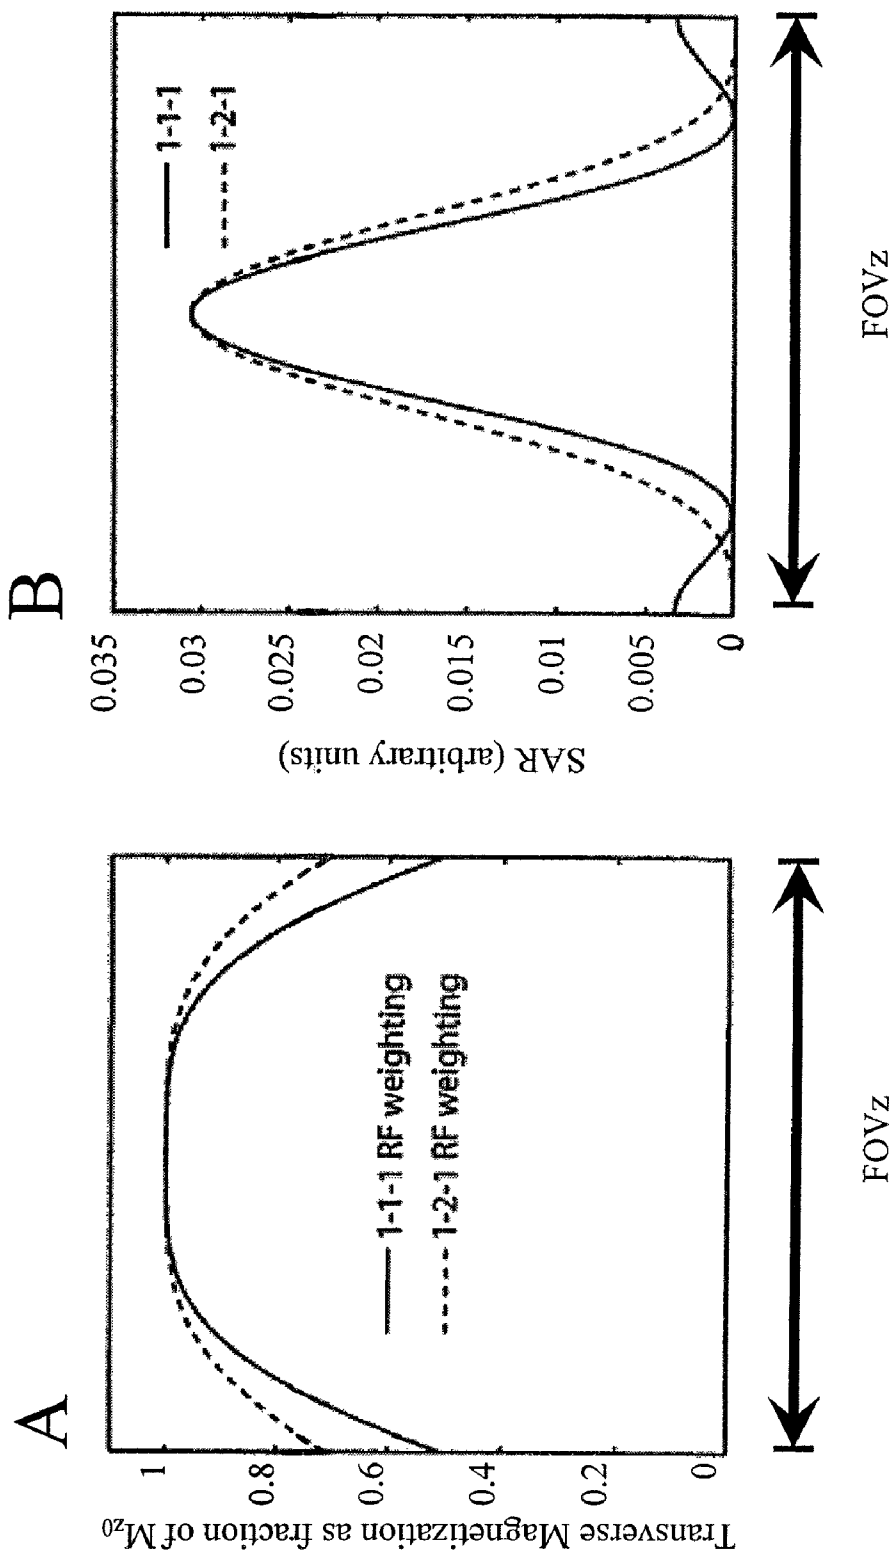 A
Transverse Magnetization as fraction of Mz0
1
0.8
0.6
0.4
0.2
0
1-1-1 RF weighting
1-2-1 RF weighting
FOVz
B
SAR (arbitrary units)
0.035
0.03
0.025
0.02
0.015
0.01
0.005
0
1-1-1
1-2-1
FOVz